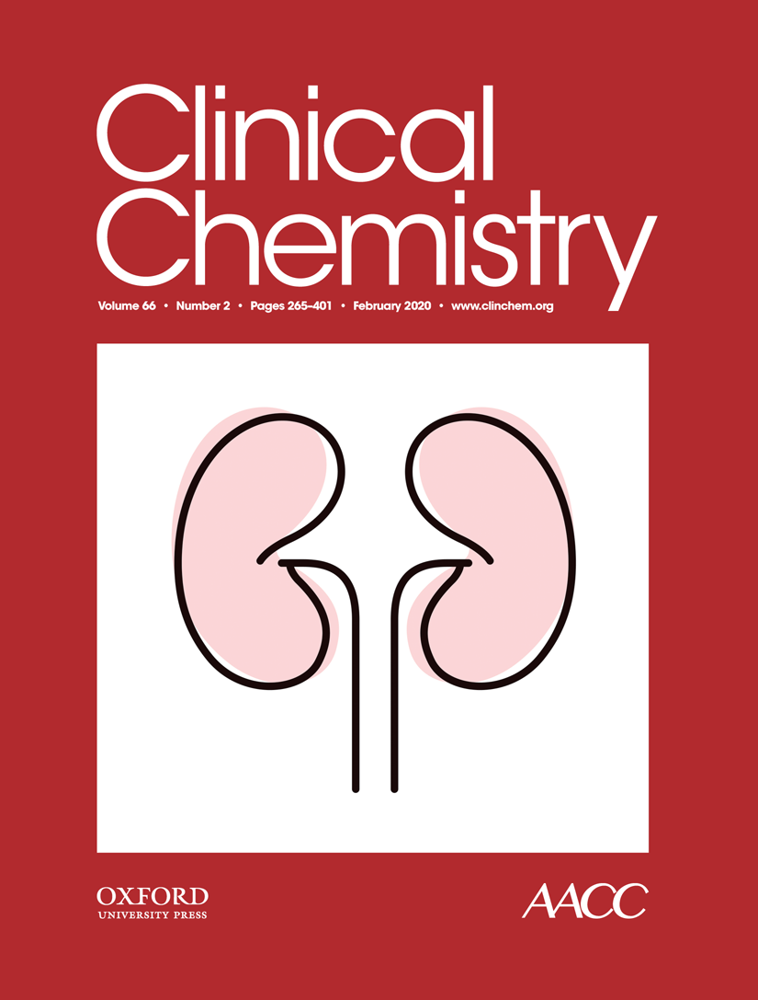 Clinical
Chemistry
Volume 66 • Number 2 • Pages 265–401 • February 2020 • www.clinchem.org
OXFORD
UNIVERSITY PRESS
AACC